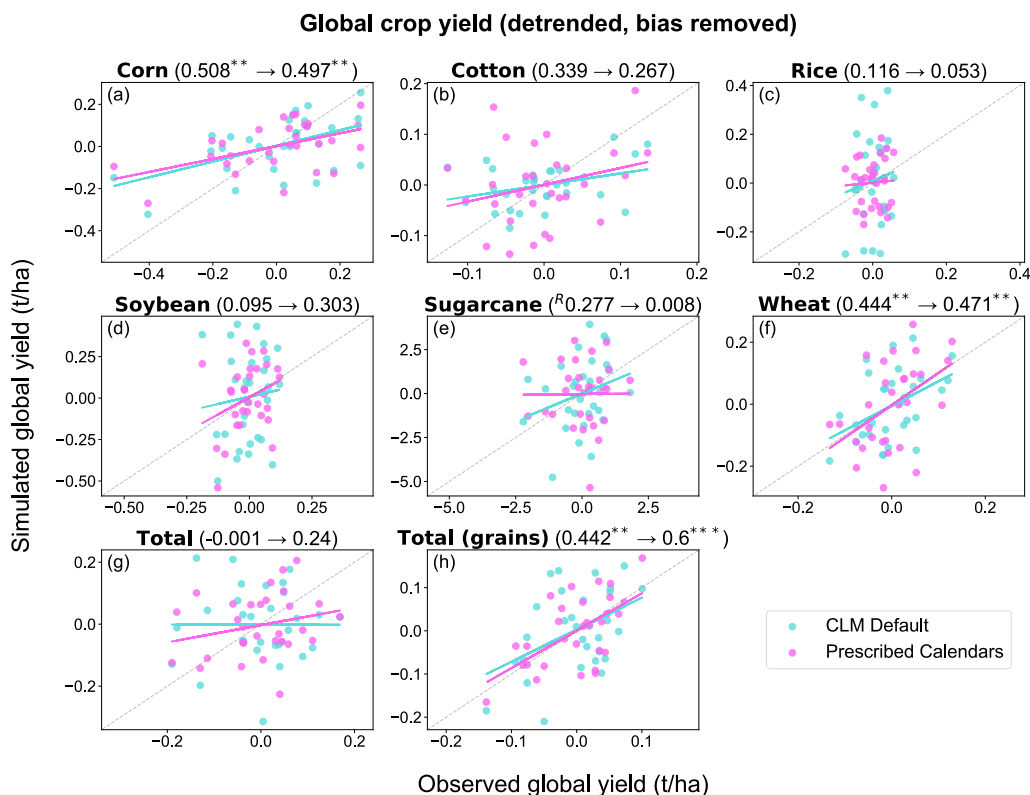 Global crop yield (detrended, bias removed)
Corn (0.508** → 0.497**)
Cotton (0.339 → 0.267)
Rice (0.116 → 0.053)
(a)
(b)
(c)
0.2
0.0
−0.2
−0.4
−0.4
−0.2
0.0
0.2
0.2
0.1
0.0
−0.1
−0.1
0.0
0.1
0.2
0.4
0.2
0.0
−0.2
−0.4
−0.2
0.0
0.2
0.4
Soybean (0.095 → 0.303)
Sugarcane (ᴿ0.277 → 0.008)
Wheat (0.444** → 0.471**)
(d)
(e)
(f)
0.25
0.00
−0.25
−0.50
−0.50
−0.25
0.00
0.25
2.5
0.0
−2.5
−5.0
−5.0
−2.5
0.0
2.5
0.2
0.0
−0.2
−0.2
0.0
0.2
Total (-0.001 → 0.24)
Total (grains) (0.442** → 0.6***)
(g)
(h)
0.2
0.0
−0.2
−0.2
0.0
0.2
0.1
0.0
−0.1
−0.2
−0.2
−0.1
0.0
0.1
CLM Default
Prescribed Calendars
Simulated global yield (t/ha)
Observed global yield (t/ha)